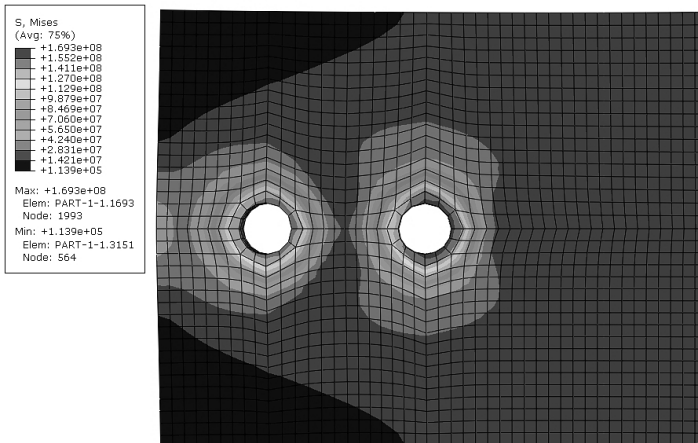 S, Mises
(Avg: 75%)
+1.693e+08
+1.552e+08
+1.411e+08
+1.270e+08
+1.129e+08
+9.879e+07
+8.469e+07
+7.060e+07
+5.650e+07
+4.240e+07
+2.831e+07
+1.421e+07
+1.139e+05
Max: +1.693e+08
Elem: PART-1-1.1693
Node: 1993
Min: +1.139e+05
Elem: PART-1-1.3151
Node: 564